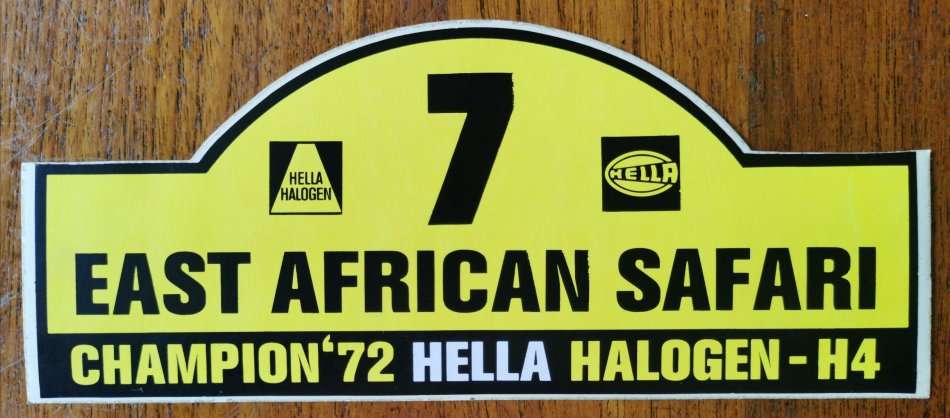 7
HELLA
HALOGEN
HELLA
EAST AFRICAN SAFARI
CHAMPION '72 HELLA HALOGEN - H4